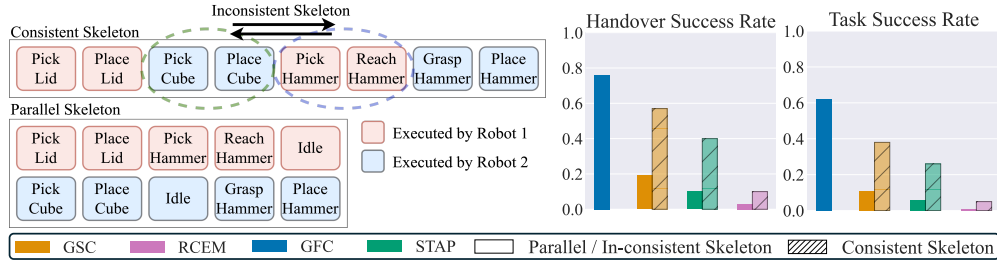 Inconsistent Skeleton
Consistent Skeleton
Pick Lid
Place Lid
Pick Cube
Place Cube
Pick Hammer
Reach Hammer
Grasp Hammer
Place Hammer
Parallel Skeleton
Pick Lid
Place Lid
Pick Hammer
Reach Hammer
Idle
Pick Cube
Place Cube
Idle
Grasp Hammer
Place Hammer
Executed by Robot 1
Executed by Robot 2
Handover Success Rate
1.0
0.8
0.6
0.4
0.2
0.0
Task Success Rate
1.0
0.8
0.6
0.4
0.2
0.0
GSC
RCEM
GFC
STAP
Parallel / In-consistent Skeleton
Consistent Skeleton